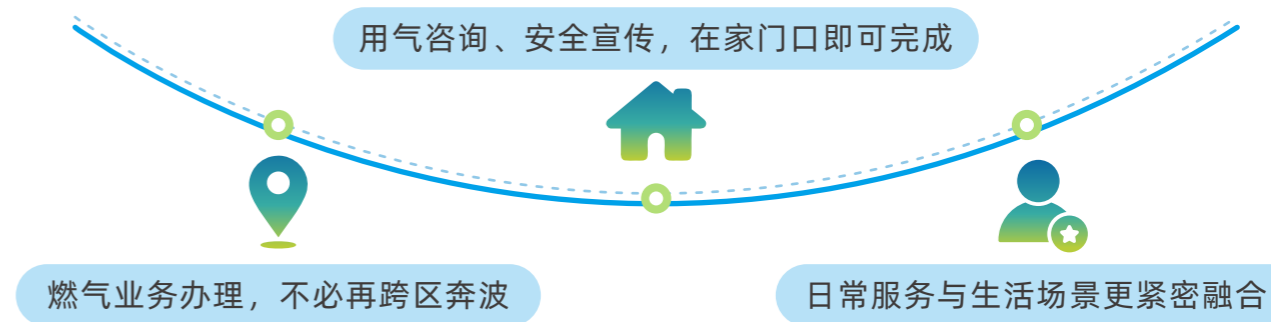 用气咨询、安全宣传，在家门口即可完成
燃气业务办理，不必再跨区奔波
日常服务与生活场景更紧密融合